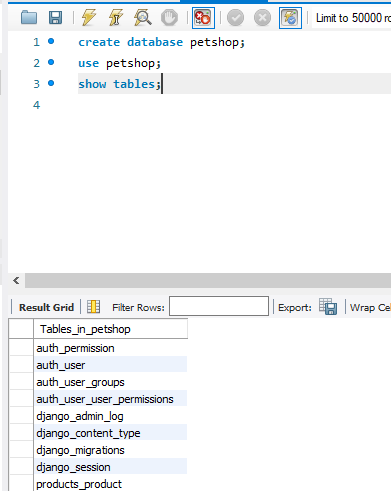 Limit to 50000 ro
1 create database petshop;
2 use petshop;
3 show tables;
4
Result Grid Filter Rows: Export: Wrap Cel
Tables_in_petshop
auth_permission
auth_user
auth_user_groups
auth_user_user_permissions
django_admin_log
django_content_type
django_migrations
django_session
products_product